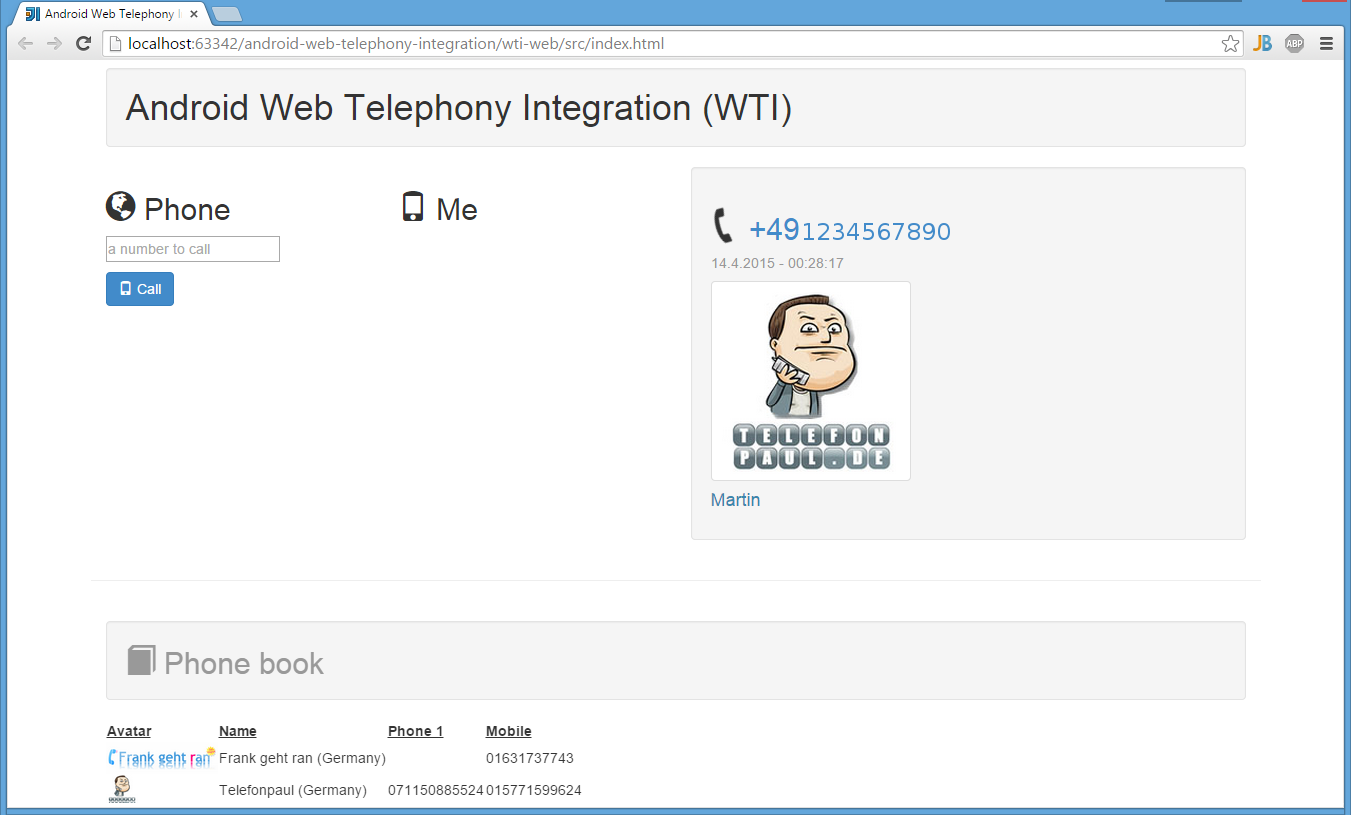 Android Web Telephony I
localhost:63342/android-web-telephony-integration/wti-web/src/index.html
JB
ABP
Android Web Telephony Integration (WTI)
Phone
a number to call
Call
Me
+491234567890
14.4.2015 - 00:28:17
TELEFON
PAUL.DE
Martin
Phone book
Avatar Name Phone 1 Mobile
Frank geht ran Frank geht ran (Germany) 01631737743
Telefonpaul (Germany) 071150885524 015771599624